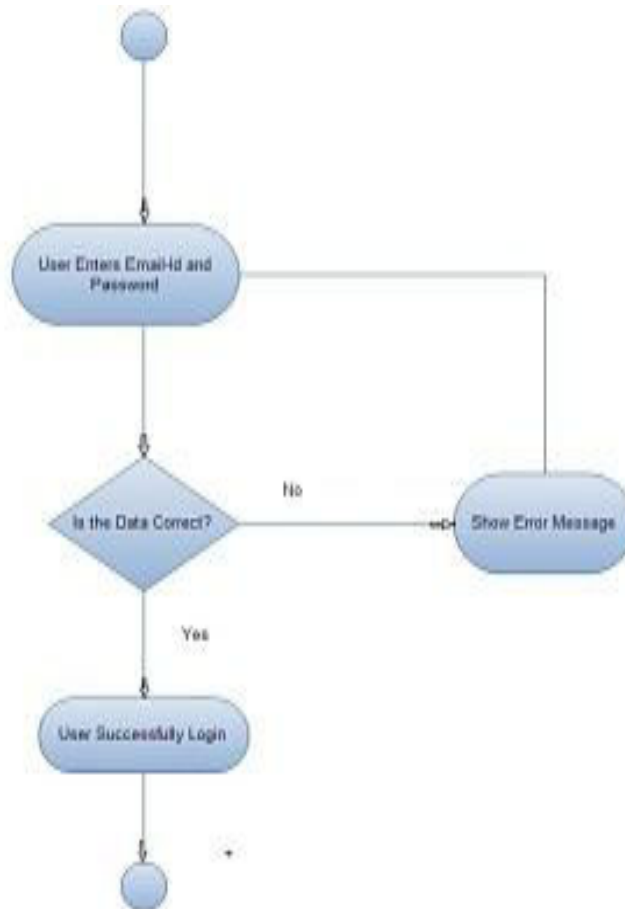 User Enters Email-Id and
Password
Is the Data Correct?
No
Show Error Message
Yes
User Successfully Login